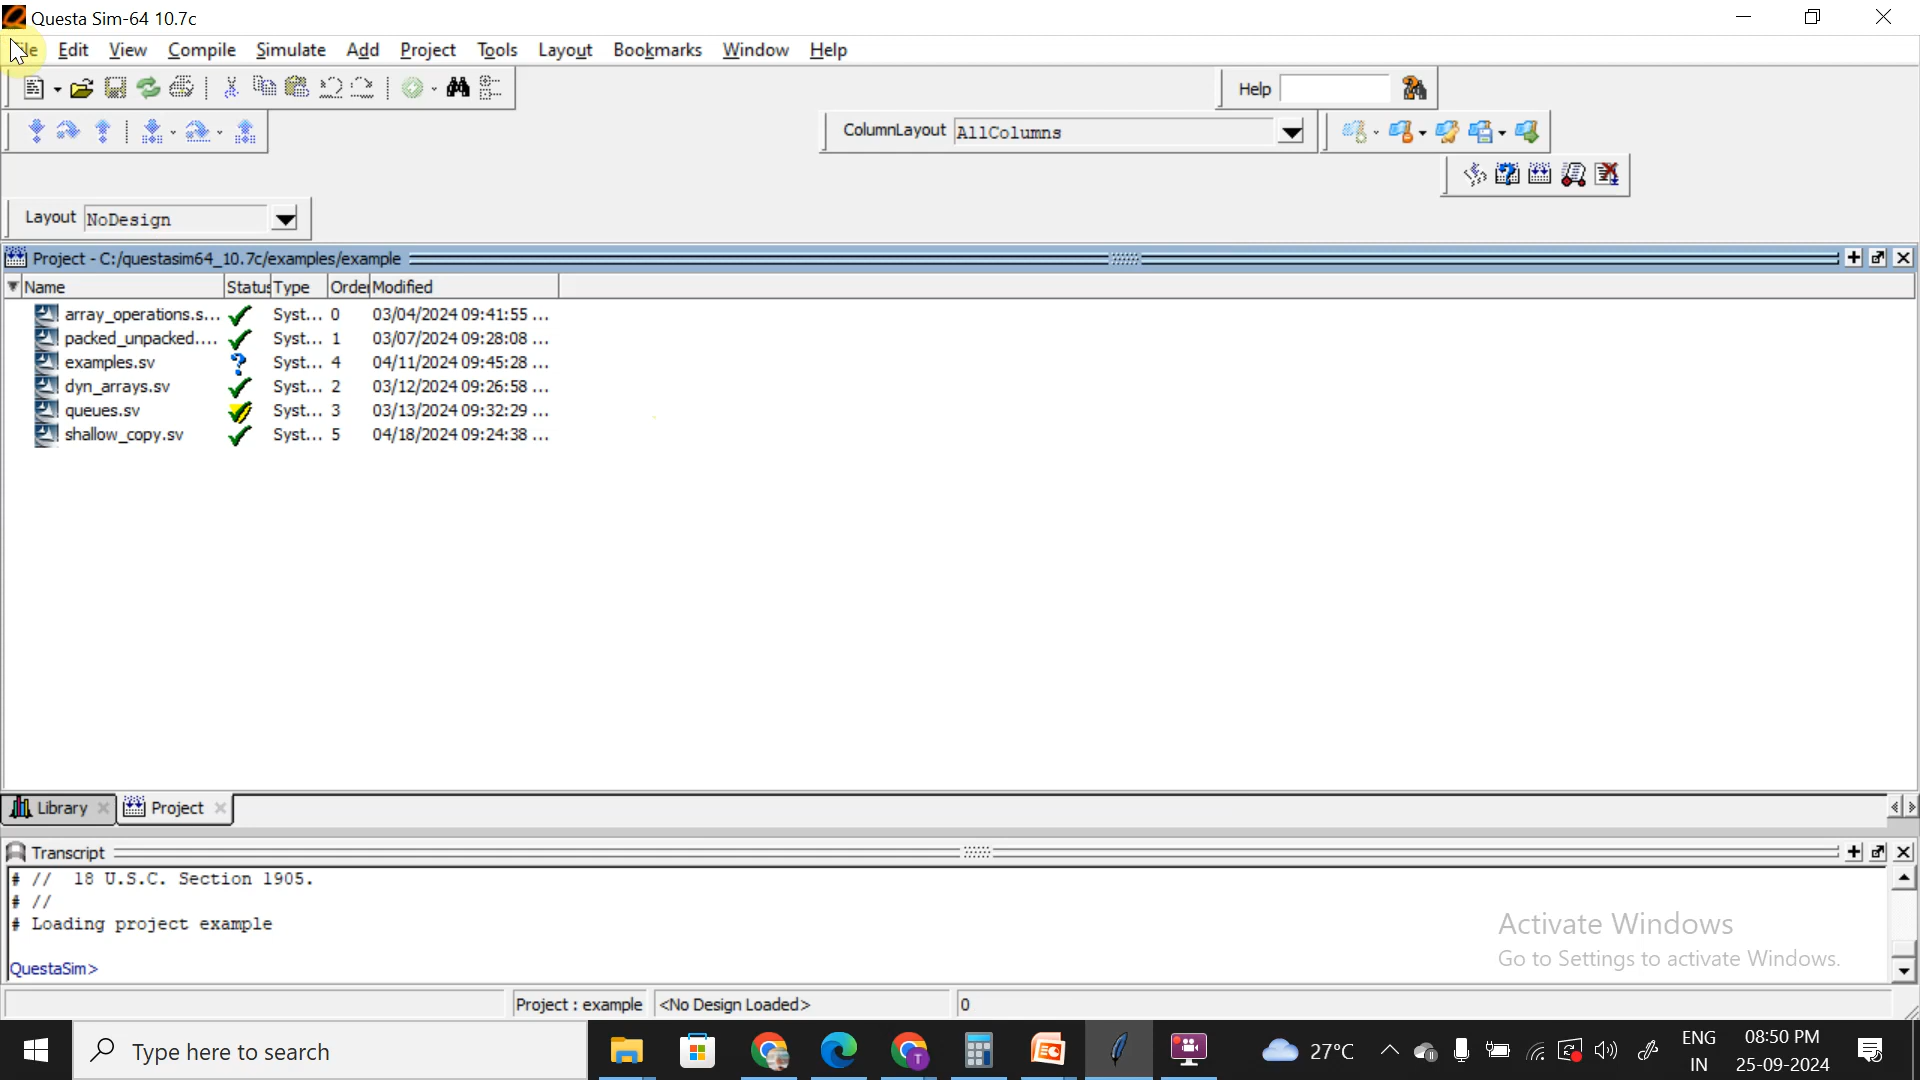 Questa Sim-64 10.7c
Edit View Compile Simulate Add Project Tools Layout Bookmarks Window Help
Help
ColumnLayout AllColumns
Layout NoDesign
Project - C:/questasim64_10.7c/examples/example
Name Status Type Order Modified
array_operations.s... Syst... 0 03/04/2024 09:41:55 ...
packed_unpacked.... Syst... 1 03/07/2024 09:28:08 ...
examples.sv Syst... 4 04/11/2024 09:45:28 ...
dyn_arrays.sv Syst... 2 03/12/2024 09:26:58 ...
queues.sv Syst... 3 03/13/2024 09:32:29 ...
shallow_copy.sv Syst... 5 04/18/2024 09:24:38 ...
Library Project
Transcript
# // 18 U.S.C. Section 1905.
# //
# Loading project example
QuestaSim>
Activate Windows
Go to Settings to activate Windows.
Project : example <No Design Loaded> 0
Type here to search
27°C
ENG
IN
08:50 PM
25-09-2024